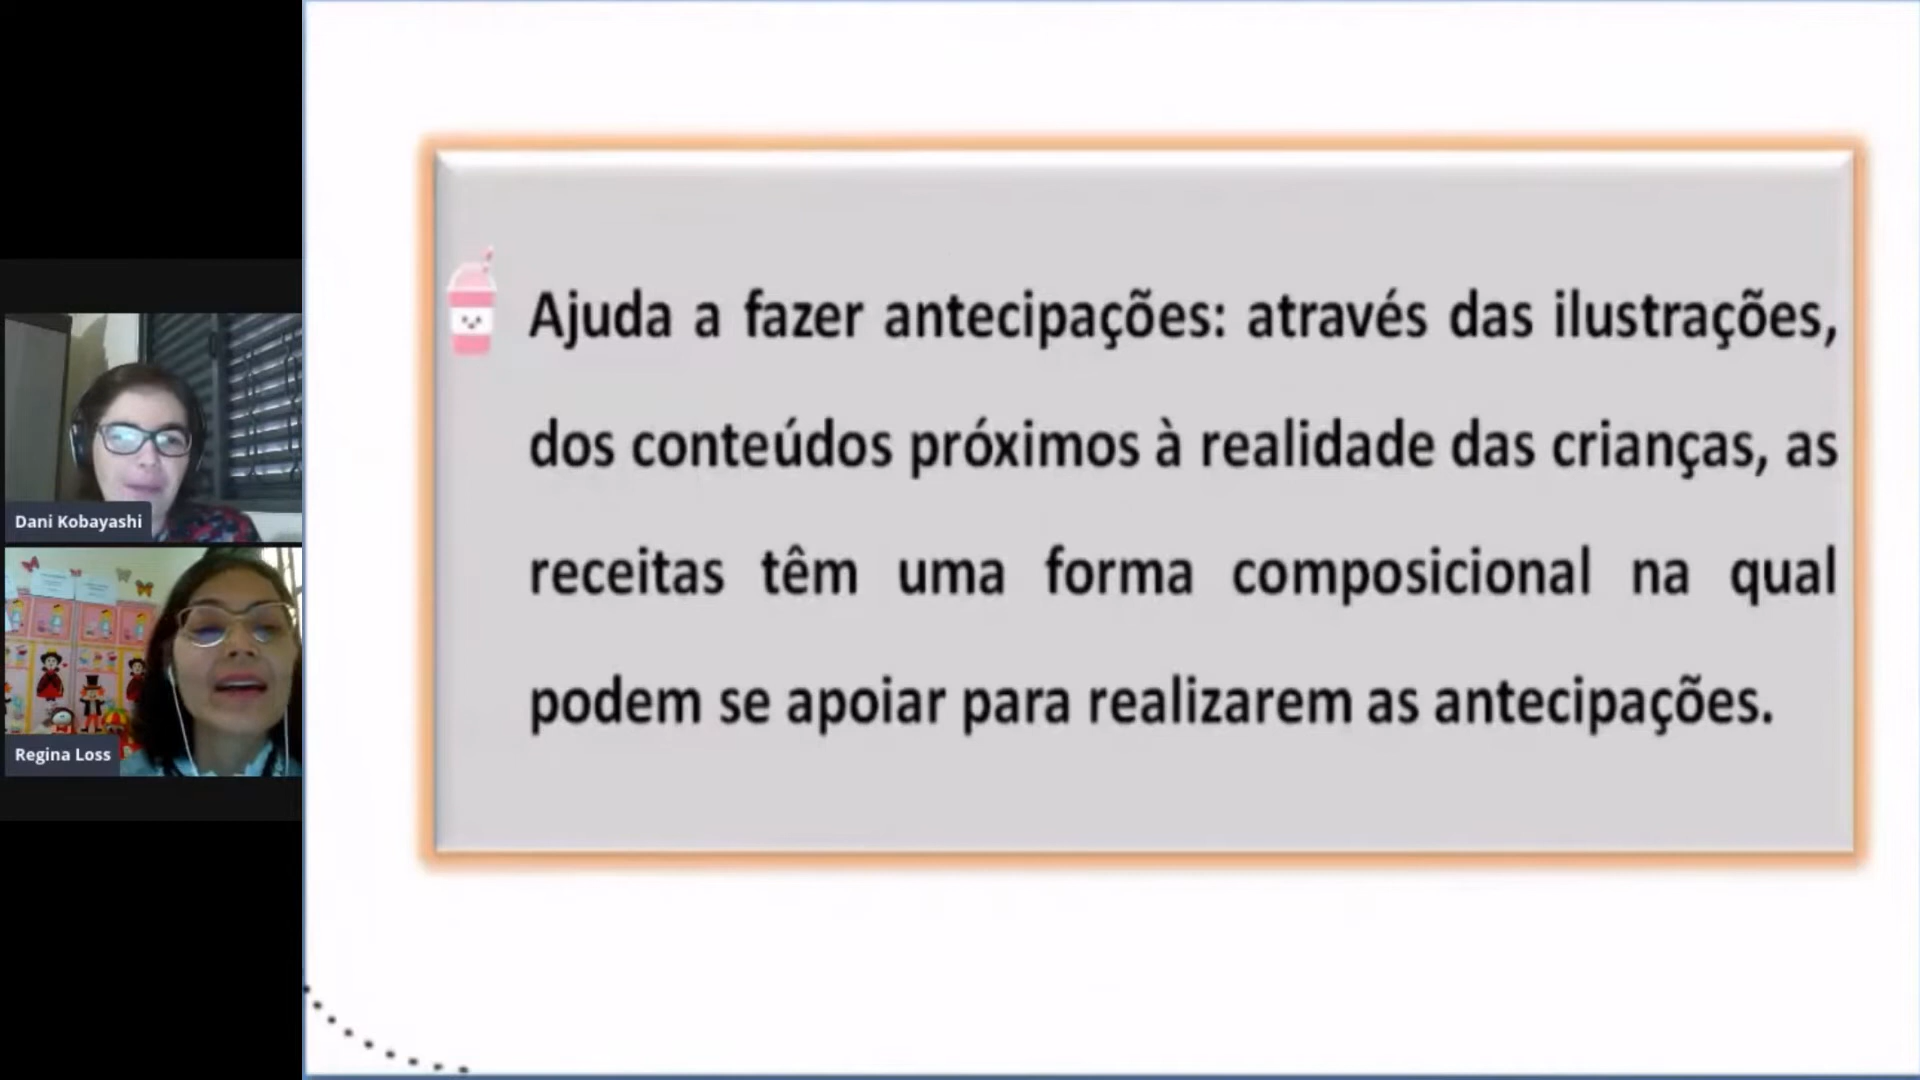 Ajuda a fazer antecipações: através das ilustrações,
dos conteúdos próximos à realidade das crianças, as
receitas têm uma forma composicional na qual
podem se apoiar para realizarem as antecipações.
Dani Kobayashi
Regina Loss